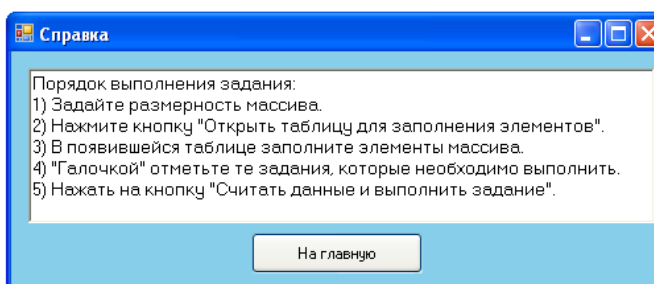 Справка
Порядок выполнения задания:
1) Задайте размерность массива.
2) Нажмите кнопку "Открыть таблицу для заполнения элементов".
3) В появившейся таблице заполните элементы массива.
4) "Галочкой" отметьте те задания, которые необходимо выполнить.
5) Нажать на кнопку "Считать данные и выполнить задание".
На главную